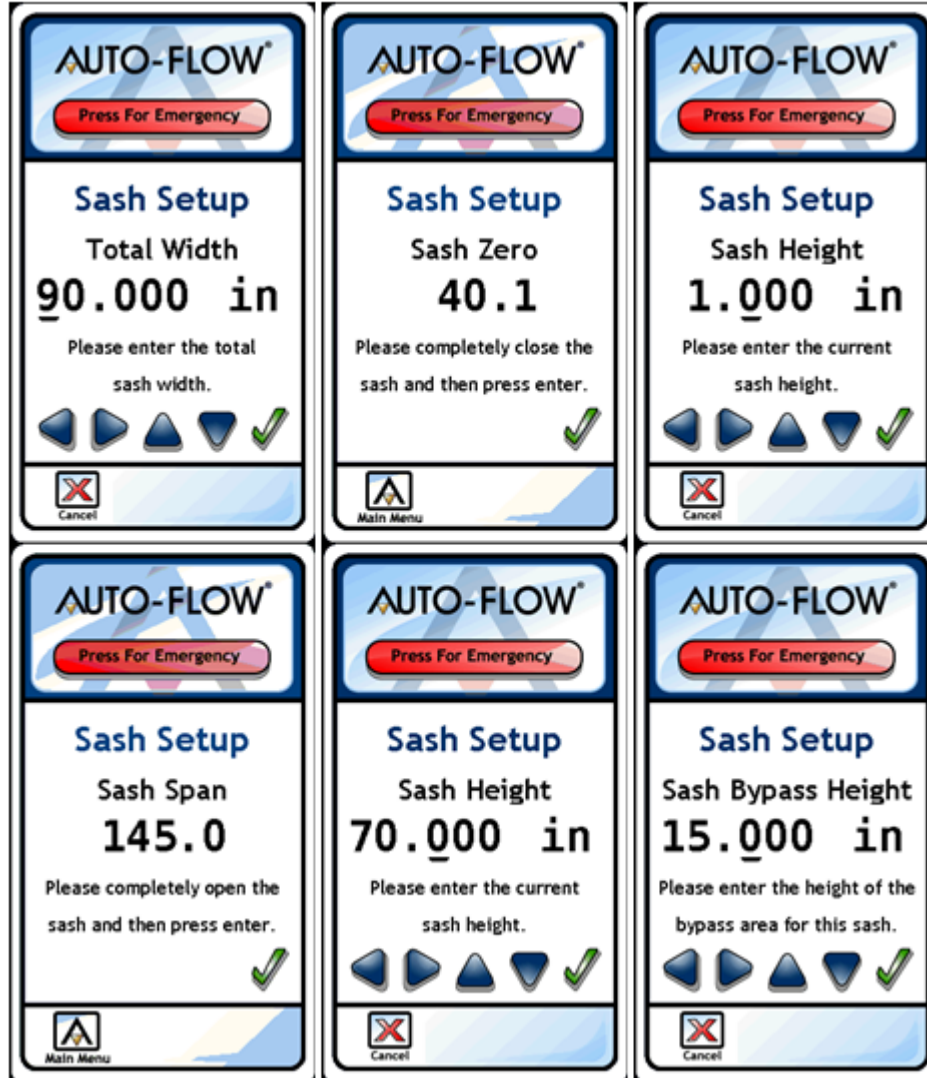 AUTO-FLOW®
Press For Emergency
Sash Setup
Total Width
90.000 in
Please enter the total
sash width.
Cancel
AUTO-FLOW®
Press For Emergency
Sash Setup
Sash Zero
40.1
Please completely close the
sash and then press enter.
Main Menu
AUTO-FLOW®
Press For Emergency
Sash Setup
Sash Height
1.000 in
Please enter the current
sash height.
Cancel
AUTO-FLOW®
Press For Emergency
Sash Setup
Sash Span
145.0
Please completely open the
sash and then press enter.
Main Menu
AUTO-FLOW®
Press For Emergency
Sash Setup
Sash Height
70.000 in
Please enter the current
sash height.
Cancel
AUTO-FLOW®
Press For Emergency
Sash Setup
Sash Bypass Height
15.000 in
Please enter the height of the
bypass area for this sash.
Cancel